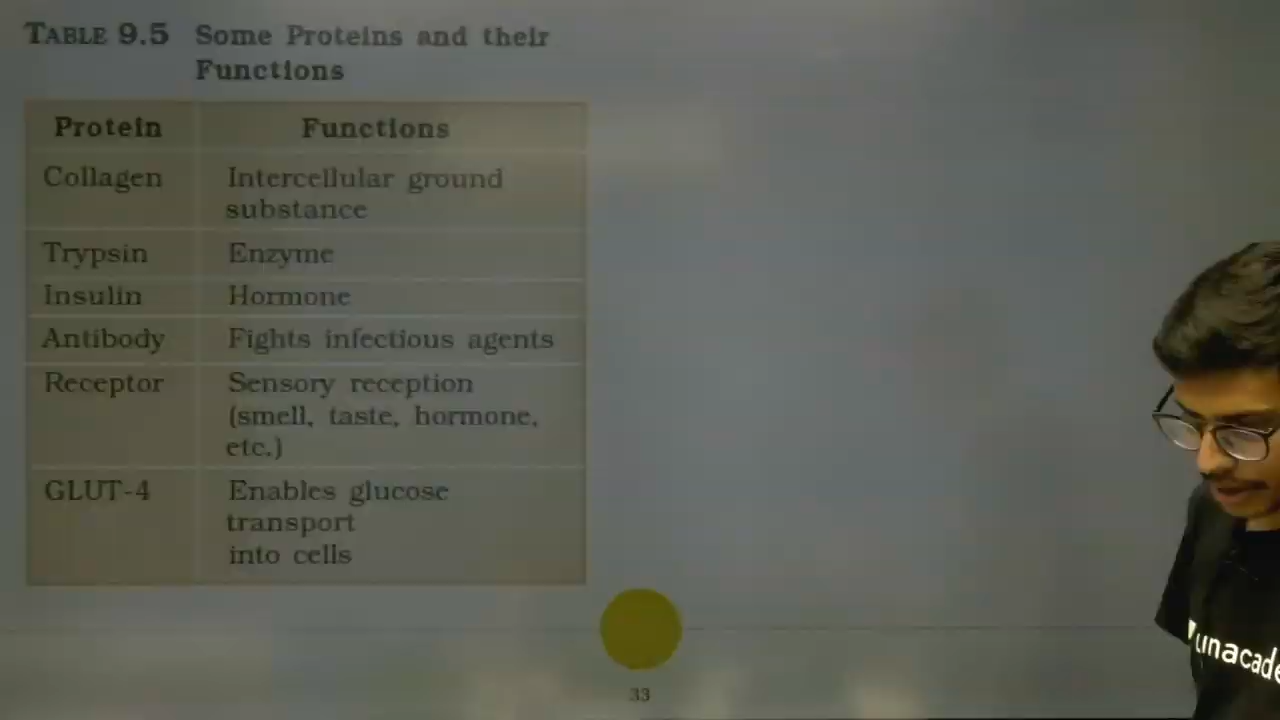 TABLE 9.5 Some Proteins and their
Functions
Protein Functions
Collagen Intercellular ground
substance
Trypsin Enzyme
Insulin Hormone
Antibody Fights infectious agents
Receptor Sensory reception
(smell, taste, hormone,
etc.)
GLUT-4 Enables glucose
transport
into cells
33
unacade